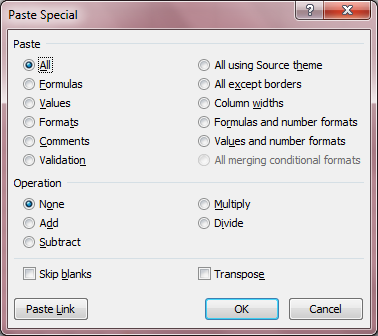 Paste Special
Paste
All
All using Source theme
Formulas
All except borders
Values
Column widths
Formats
Formulas and number formats
Comments
Values and number formats
Validation
All merging conditional formats
Operation
None
Multiply
Add
Divide
Subtract
Skip blanks
Transpose
Paste Link
OK
Cancel